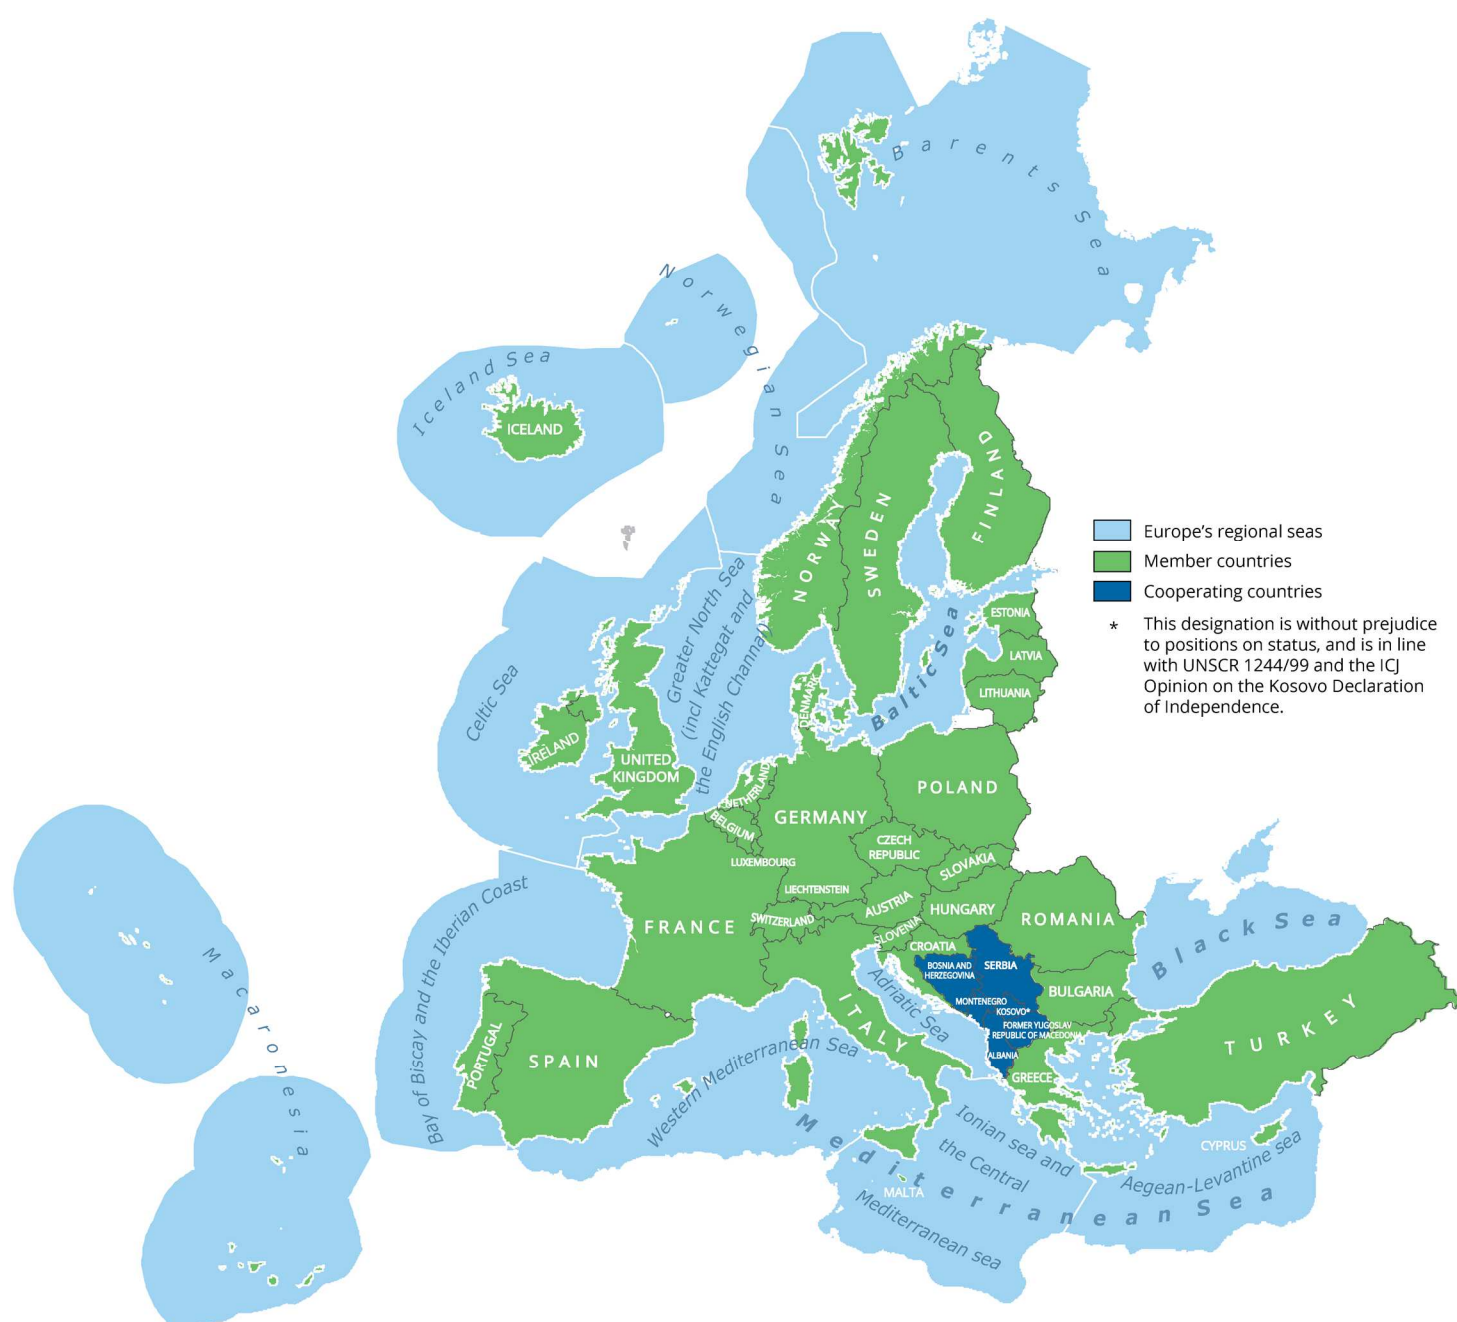 Barents Sea
Norwegian Sea
Iceland Sea
ICELAND
FINLAND
SWEDEN
NORWAY
Europe's regional seas
Member countries
Cooperating countries
* This designation is without prejudice
to positions on status, and is in line
with UNSCR 1244/99 and the ICJ
Opinion on the Kosovo Declaration
of Independence.
Greater North Sea
(incl Kattegat and
the English Channal)
ESTONIA
LATVIA
LITHUANIA
Baltic Sea
Celtic Sea
DENMARK
IRELAND
UNITED
KINGDOM
NETHERLAND
BELGIUM
POLAND
GERMANY
CZECH
REPUBLIC
LUXEMBOURG
SLOVAKIA
LIECHTENSTEIN
AUSTRIA
HUNGARY
SWITZERLAND
FRANCE
SLOVENIA
ROMANIA
CROATIA
Black Sea
BOSNIA AND
HERZEGOVINA
SERBIA
Bay of Biscay and the Iberian Coast
Macaronesia
BULGARIA
MONTENEGRO
KOSOVO*
Adriatic Sea
ITALY
FORMER YUGOSLAV
REPUBLIC OF MACEDONIA
TURKEY
PORTUGAL
SPAIN
ALBANIA
GREECE
Western Mediterranean Sea
Mediterranean Sea
Ionian sea and
the Central
Mediterranean sea
CYPRUS
Aegean-Levantine sea
MALTA